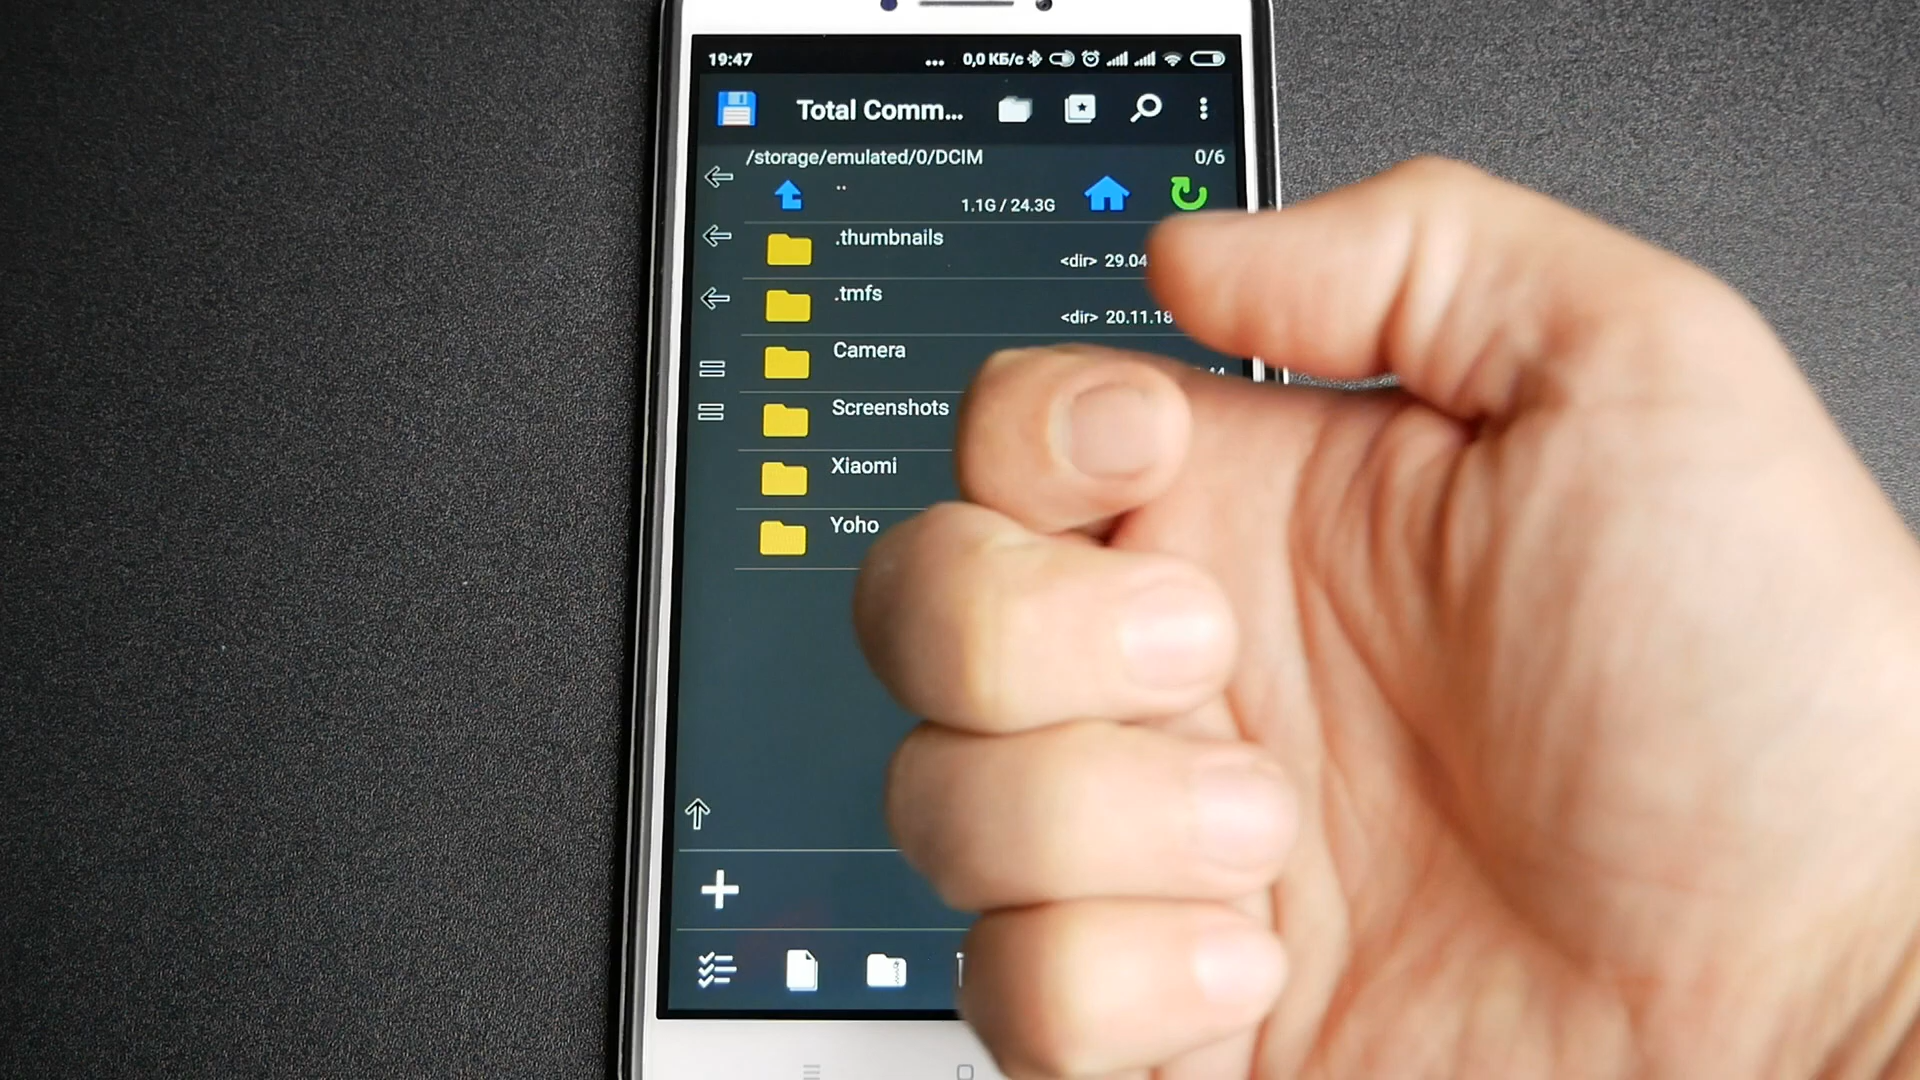 19:47 ... 0,0 КБ/с
Total Comm...
/storage/emulated/0/DCIM 0/6
..
1.1G / 24.3G
.thumbnails
<dir> 29.04
.tmfs
<dir> 20.11.18
Camera
Screenshots
Xiaomi
Yoho